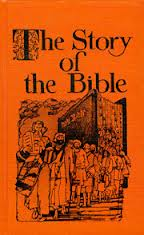 The Story
of
the Bible